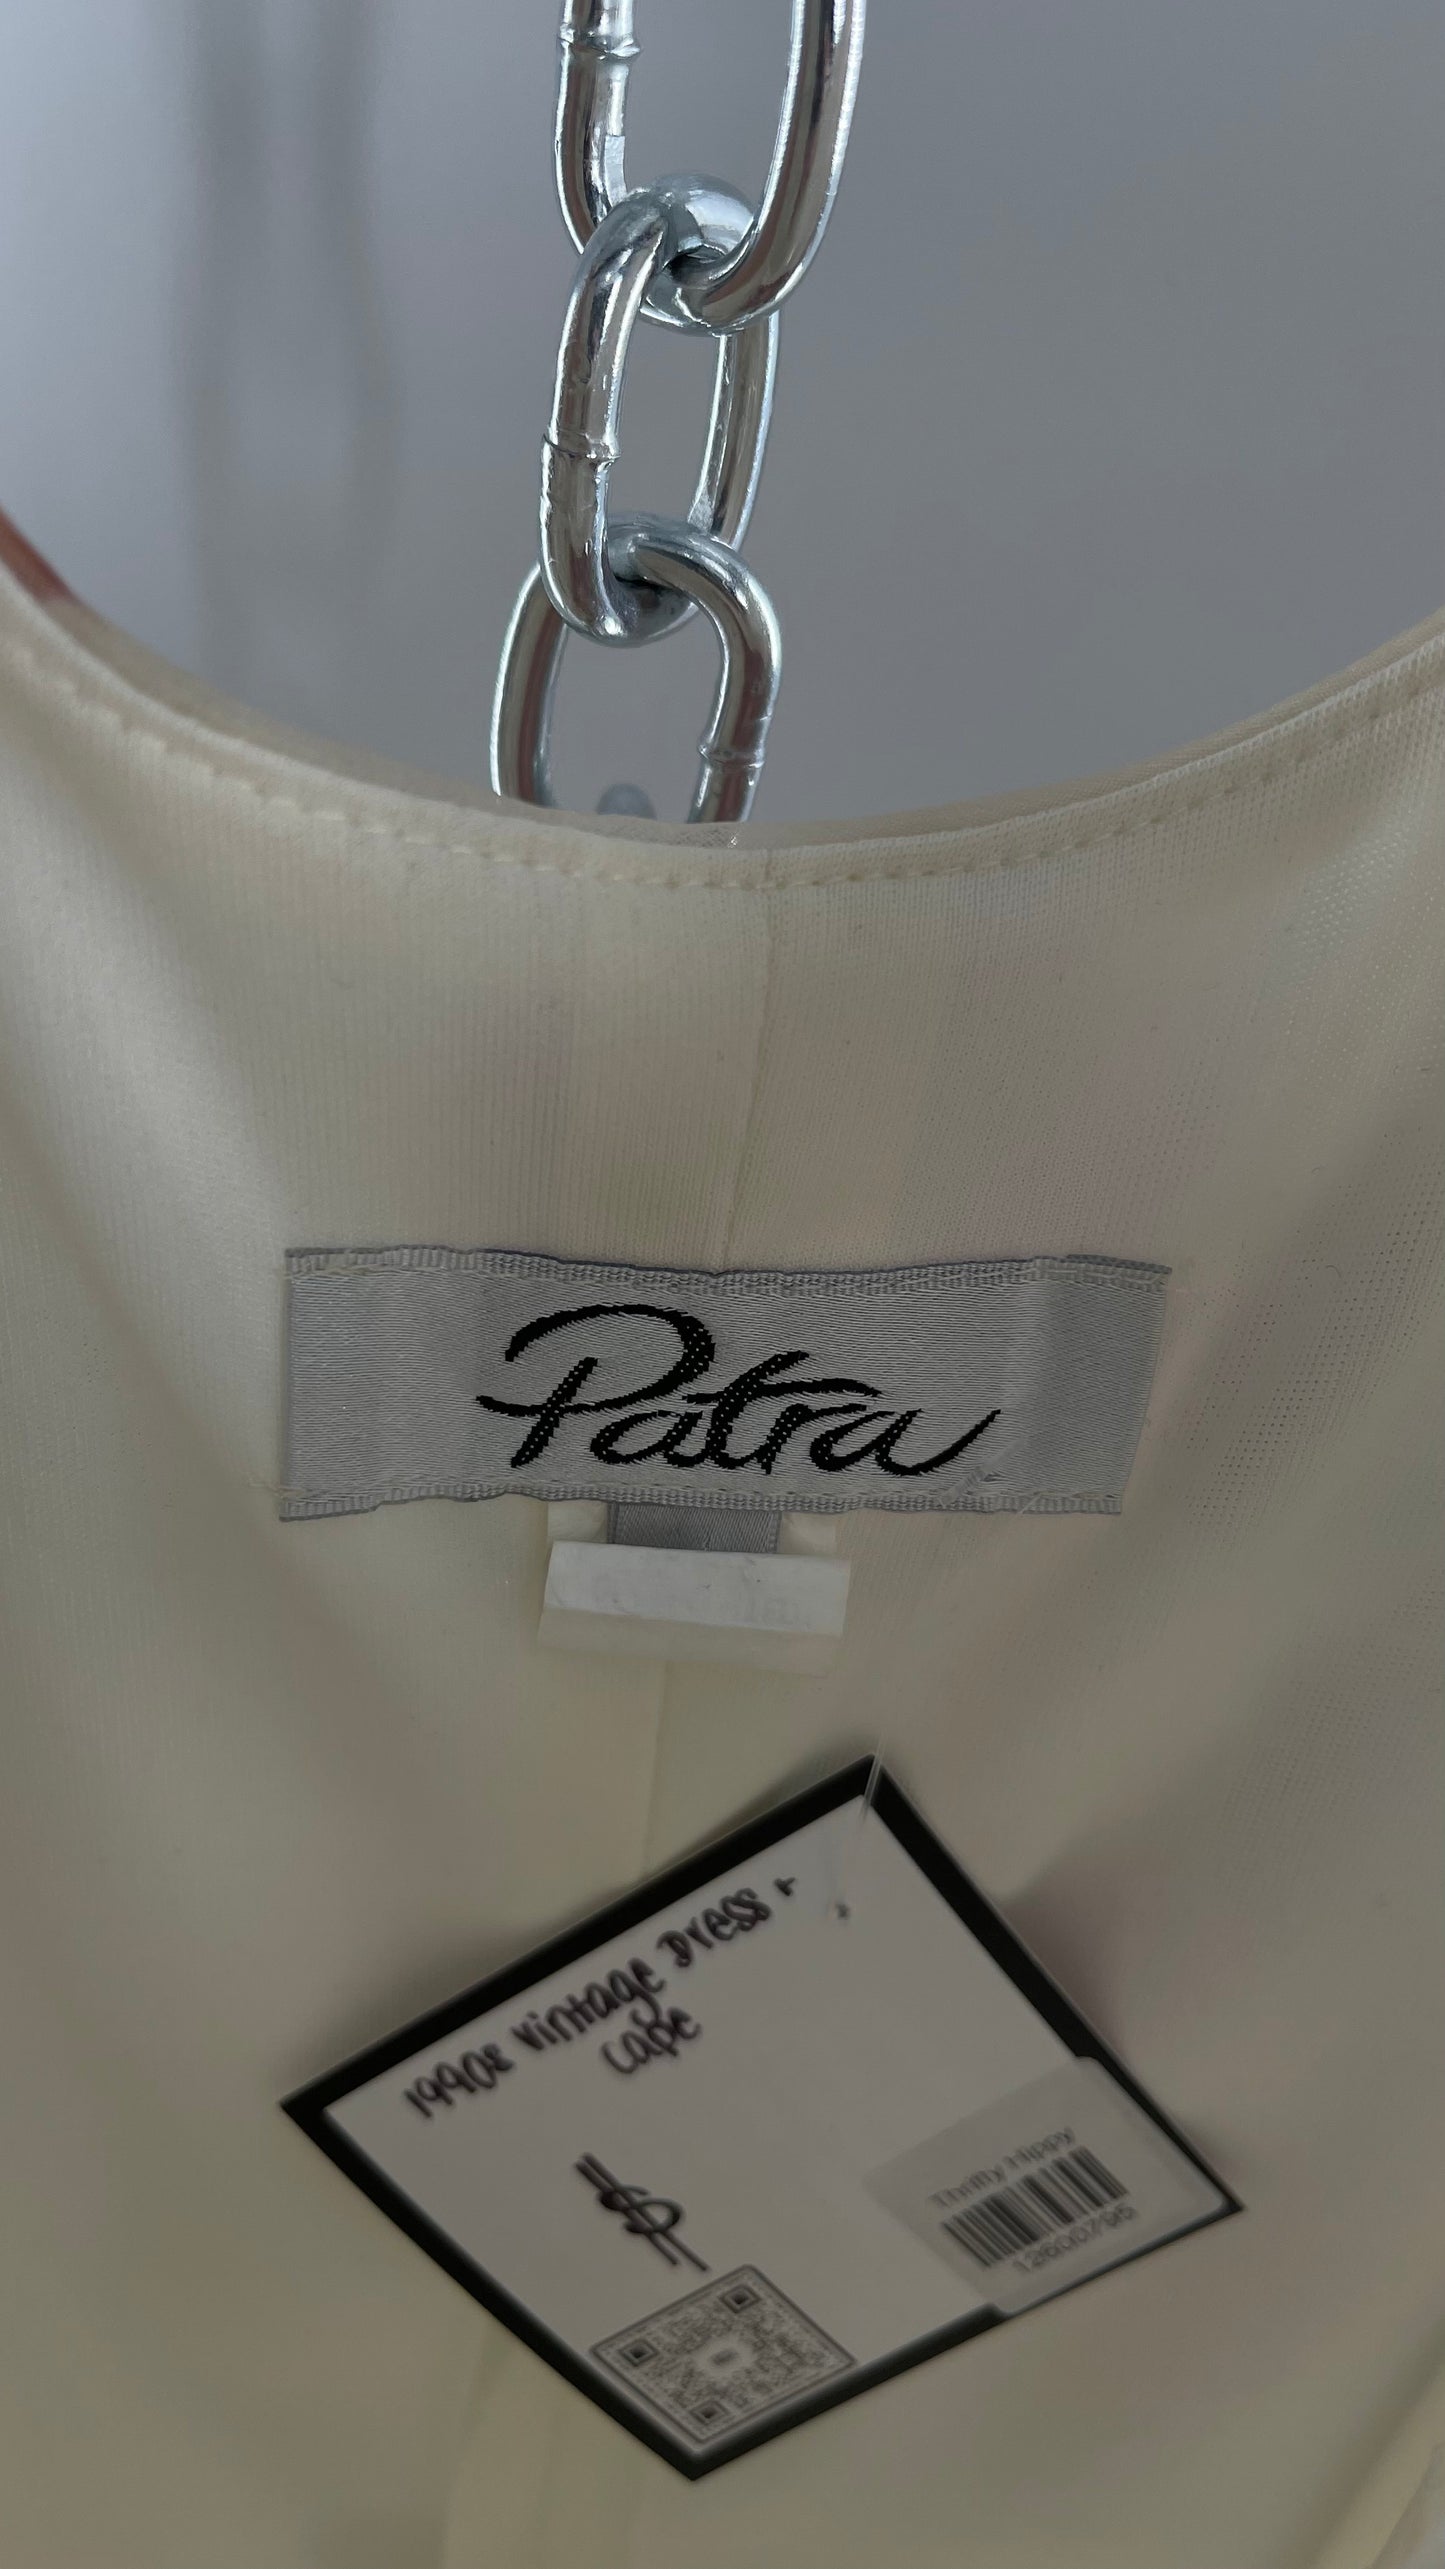 Patra
1990s vintage Dress +
cape
Thrifty Hippy